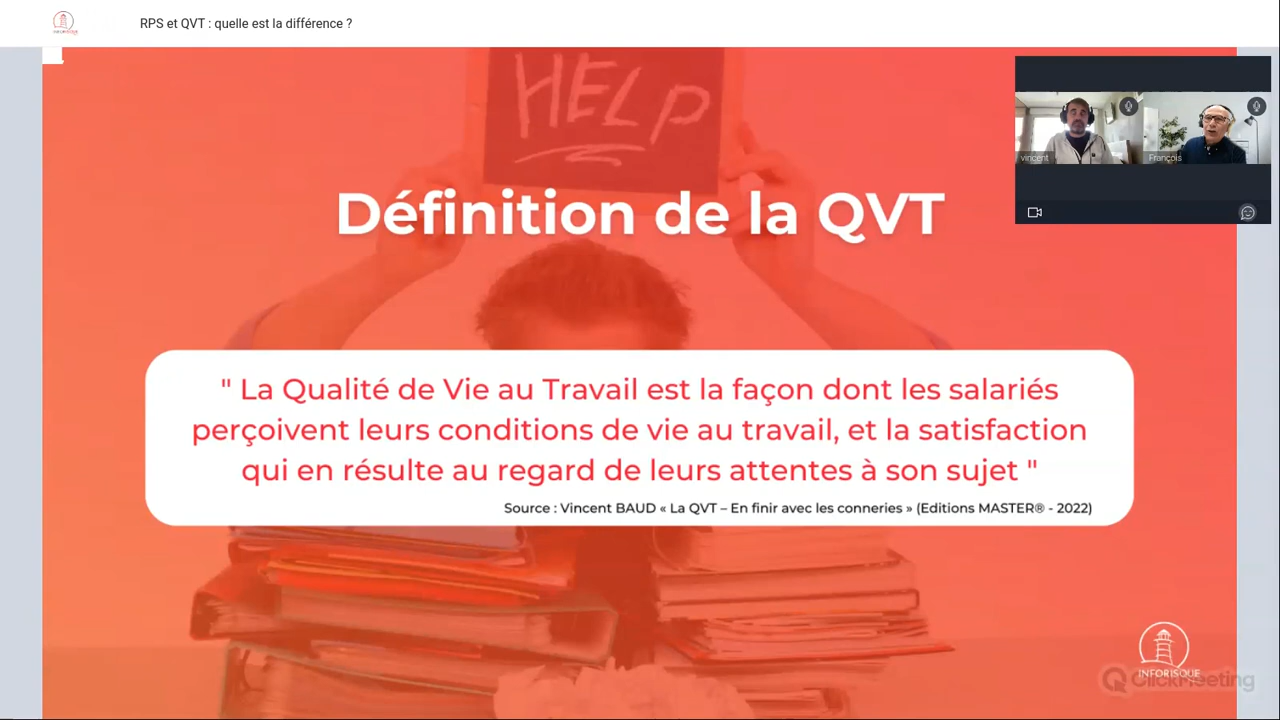 RPS et QVT : quelle est la différence ?
HELP
vincent
François
Définition de la QVT
" La Qualité de Vie au Travail est la façon dont les salariés
perçoivent leurs conditions de vie au travail, et la satisfaction
qui en résulte au regard de leurs attentes à son sujet "
Source : Vincent BAUD « La QVT – En finir avec les conneries » (Editions MASTER® - 2022)
INFORISQUE
ClickMeeting